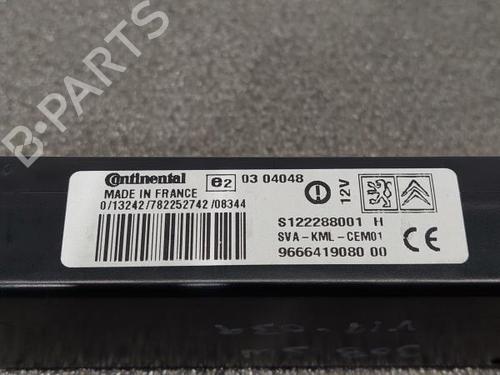 B-PARTS
Continental
MADE IN FRANCE
0/13242/782252742/08344
e2
03 04048
12V
S122288001 H
SVA-KML-CEM01
9666419080 00
CE